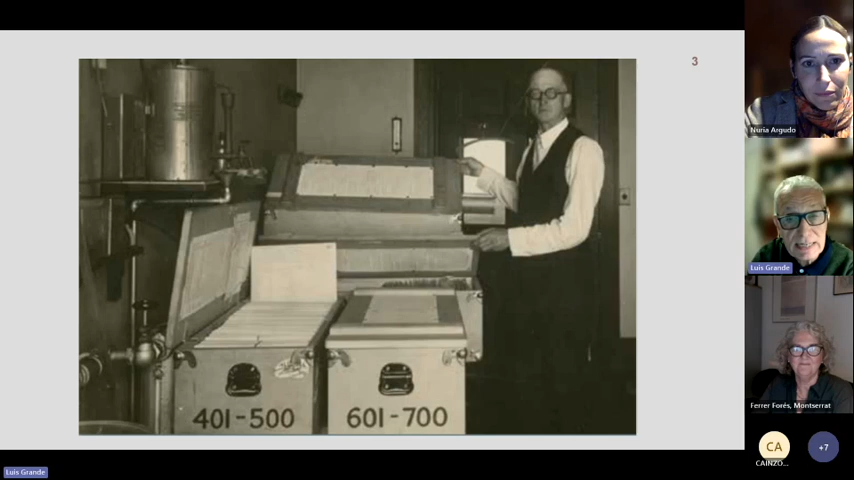 3
401-500
601-700
Nuria Argudo
Luis Grande
Ferrer Forés, Montserrat
CA
CAINZO...
+7
Luis Grande